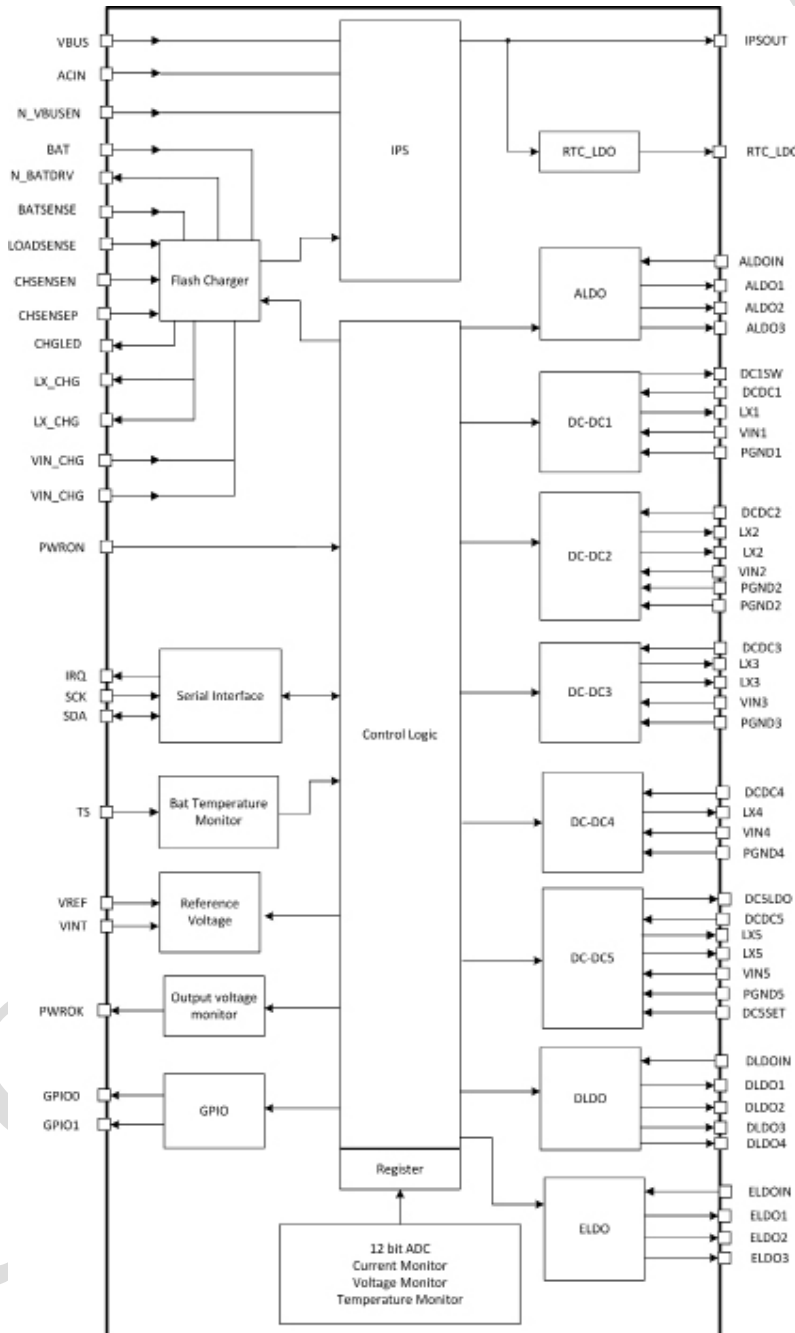 VBUS
ACIN
N_VBUSEN
BAT
N_BATDRV
BATSENSE
LOADSENSE
CHSENSEN
CHSENSEP
CHGLED
LX_CHG
LX_CHG
VIN_CHG
VIN_CHG
PWRON
IRQ
SCK
SDA
TS
VREF
VINT
PWROK
GPIO0
GPIO1
Flash Charger
Serial Interface
Bat Temperature
Monitor
Reference
Voltage
Output voltage
monitor
GPIO
IPS
Control Logic
Register
12 bit ADC
Current Monitor
Voltage Monitor
Temperature Monitor
RTC_LDO
ALDO
DC-DC1
DC-DC2
DC-DC3
DC-DC4
DC-DC5
DLDO
ELDO
IPSOUT
RTC_LDO
ALDOIN
ALDO1
ALDO2
ALDO3
DC1SW
DCDC1
LX1
VIN1
PGND1
DCDC2
LX2
LX2
VIN2
PGND2
PGND2
DCDC3
LX3
LX3
VIN3
PGND3
DCDC4
LX4
VIN4
PGND4
DC5LDO
DCDC5
LX5
LX5
VIN5
PGND5
DC5SET
DLDOIN
DLDO1
DLDO2
DLDO3
DLDO4
ELDOIN
ELDO1
ELDO2
ELDO3